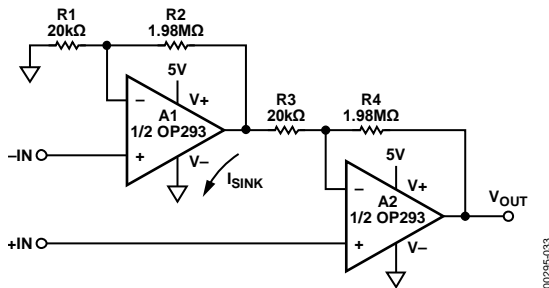 R1
20kΩ
R2
1.98MΩ
5V
V+
−
A1
1/2 OP293
+
V−
−IN
ISINK
R3
20kΩ
R4
1.98MΩ
5V
V+
−
A2
1/2 OP293
+
V−
VOUT
+IN
00295-033